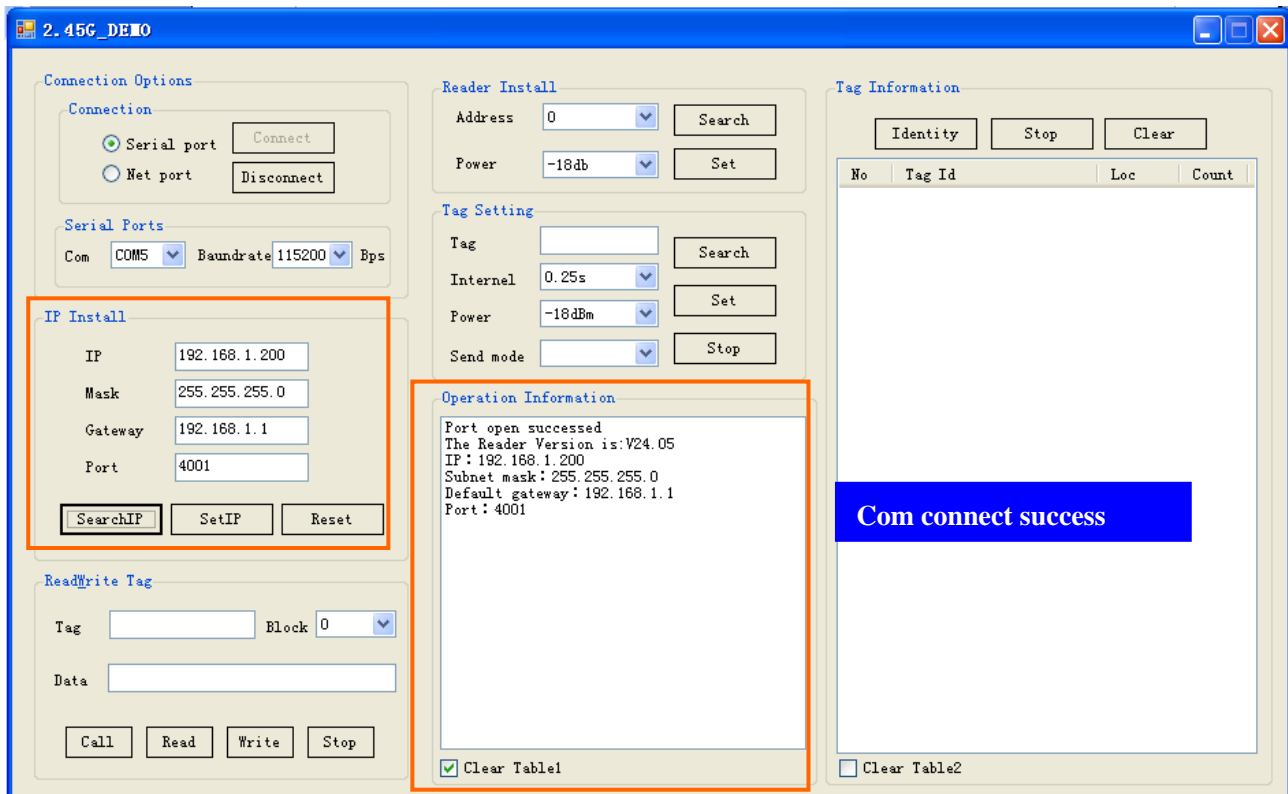 2.45G_DEMO
Connection Options
Connection
Serial port
Connect
Net port
Disconnect
Serial Ports
Com COM5 Baundrate 115200 Bps
IP Install
IP 192.168.1.200
Mask 255.255.255.0
Gateway 192.168.1.1
Port 4001
SearchIP SetIP Reset
ReadWrite Tag
Tag Block 0
Data
Call Read Write Stop
Reader Install
Address 0 Search
Power -18db Set
Tag Setting
Tag Search
Internel 0.25s
Set
Power -18dBm
Send mode Stop
Operation Information
Port open successed
The Reader Version is:V24.05
IP：192.168.1.200
Subnet mask：255.255.255.0
Default gateway：192.168.1.1
Port：4001
Clear Table1
Tag Information
Identity Stop Clear
No Tag Id Loc Count
Com connect success
Clear Table2